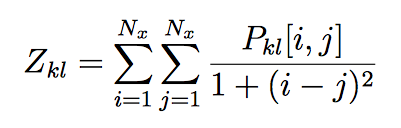 Z_{kl} = \sum_{i=1}^{N_x} \sum_{j=1}^{N_x} \frac{P_{kl}[i,j]}{1+(i-j)^2}